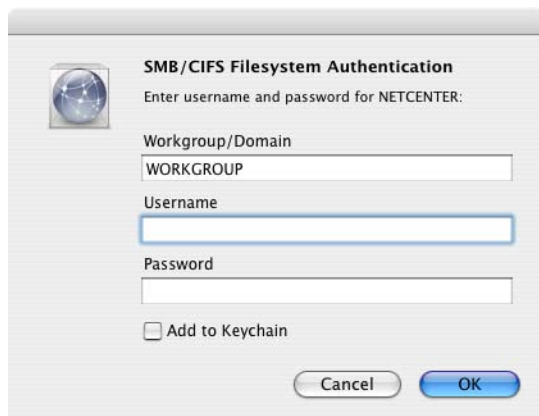 SMB/CIFS Filesystem Authentication
Enter username and password for NETCENTER:
Workgroup/Domain
WORKGROUP
Username
Password
Add to Keychain
Cancel
OK